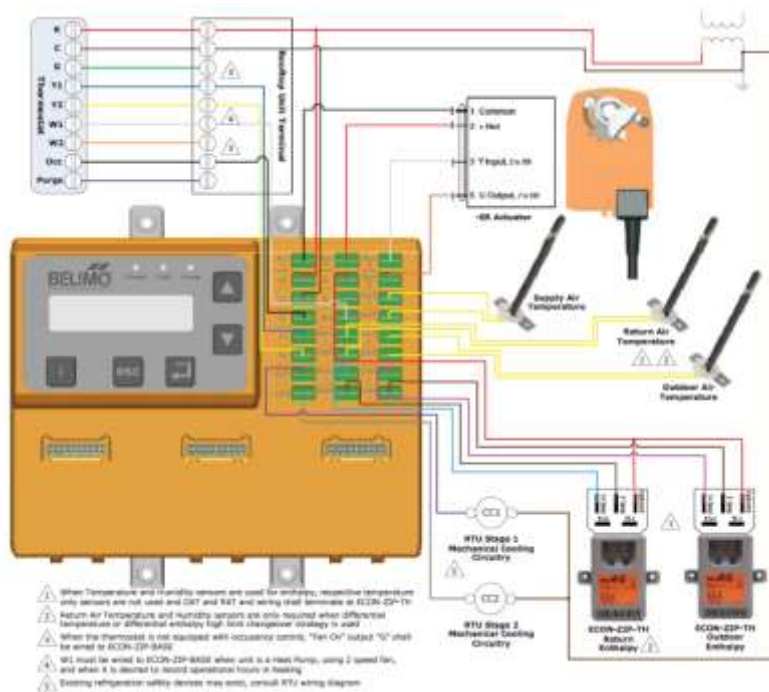 R
C
G
Y1
Y2
W1
W2
Occ
Purge
Thermostat
Rooftop Unit Terminal
1 Common
2 + Hot
3 Y Input,
5 U Output,
-SR Actuator
BELIMO
esc
Supply Air
Temperature
Return Air
Temperature
Outdoor Air
Temperature
CC1
RTU Stage 1
Mechanical Cooling
Circuitry
CC2
RTU Stage 2
Mechanical Cooling
Circuitry
ECON-ZIP-TH
Return
Enthalpy
ECON-ZIP-TH
Outdoor
Enthalpy
When Temperature and Humidity sensors are used for enthalpy, respective temperature
only sensors are not used and OAT and RAT and wiring shall terminate at ECON-ZIP-TH
Return Air Temperature and Humidity sensors are only required when differential
temperature or differential enthalpy high limit changeover strategy is used
When the thermostat is not equipped with occupancy control, "Fan On" output "G" shall
be wired to ECON-ZIP-BASE
W1 must be wired to ECON-ZIP-BASE when unit is a Heat Pump, using 2 speed fan,
and when it is desired to record operational hours in heating
Existing refrigeration safety devices may exist, consult RTU wiring diagram